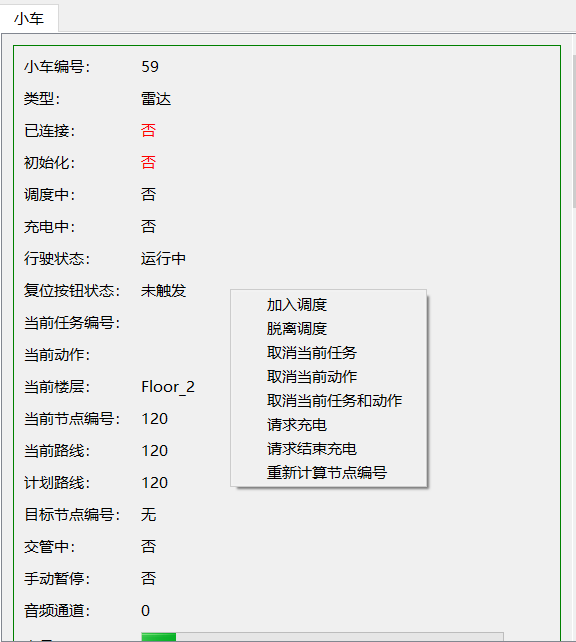 小车
小车编号： 59
类型： 雷达
已连接： 否
初始化： 否
调度中： 否
充电中： 否
行驶状态： 运行中
复位按钮状态： 未触发
当前任务编号：
当前动作：
当前楼层： Floor_2
当前节点编号： 120
当前路线： 120
计划路线： 120
目标节点编号： 无
交管中： 否
手动暂停： 否
音频通道： 0
加入调度
脱离调度
取消当前任务
取消当前动作
取消当前任务和动作
请求充电
请求结束充电
重新计算节点编号